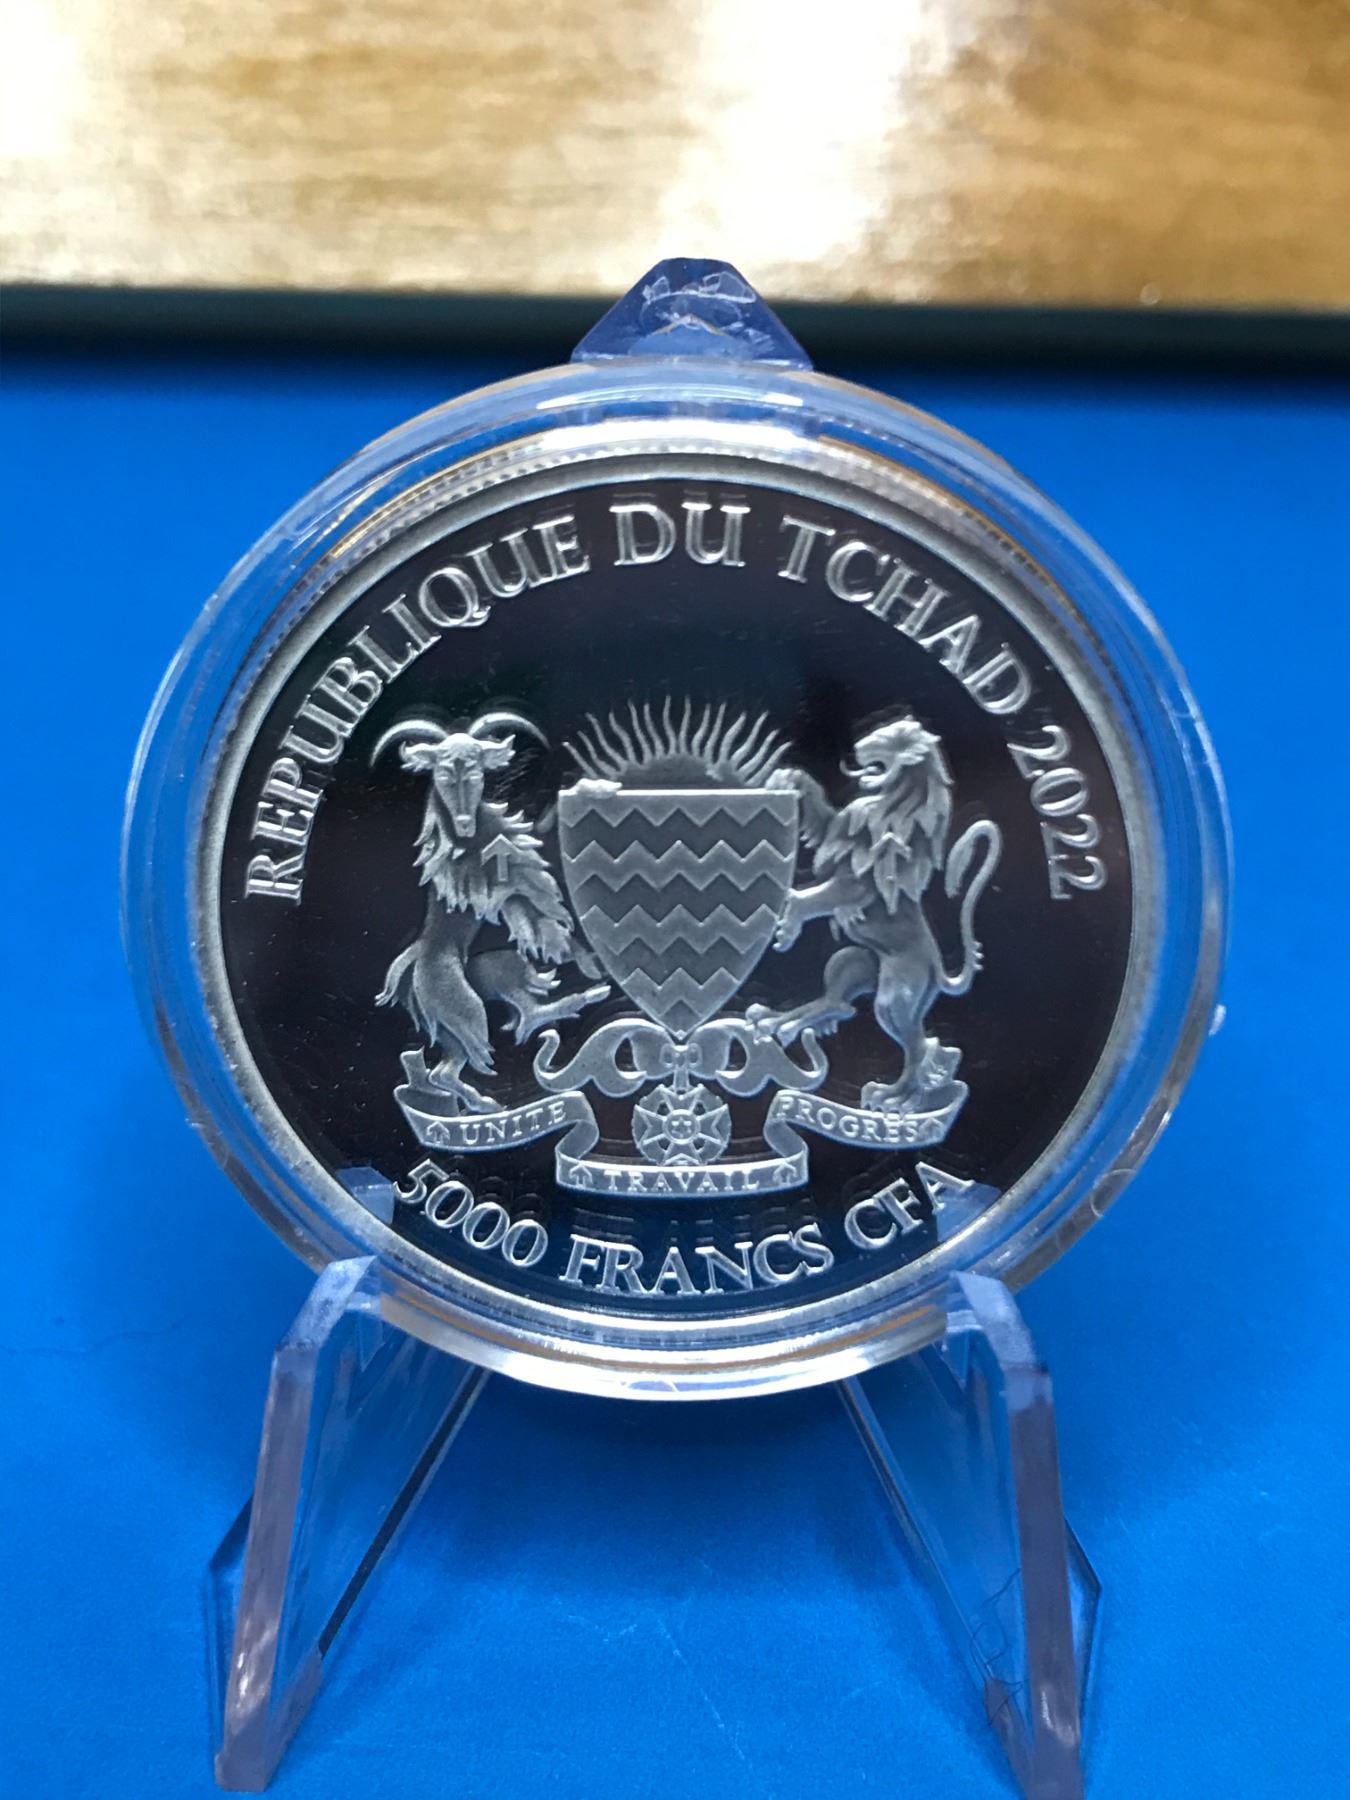 REPUBLIQUE DU TCHAD 2022
UNITE
TRAVAIL
PROGRES
5000 FRANCS CFA